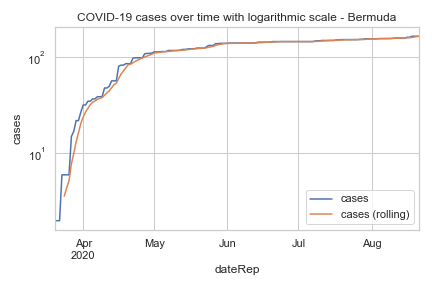 COVID-19 cases over time with logarithmic scale - Bermuda
10²
10¹
cases
cases
cases (rolling)
Apr May Jun Jul Aug
2020
dateRep